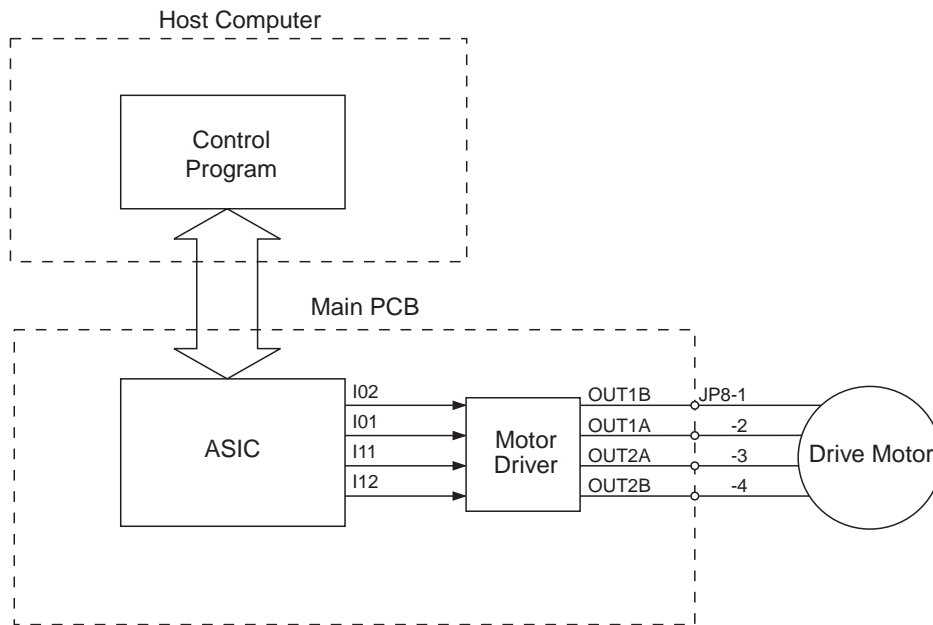 Host Computer
Control
Program
Main PCB
ASIC
I02
I01
I11
I12
Motor
Driver
OUT1B
OUT1A
OUT2A
OUT2B
JP8-1
-2
-3
-4
Drive Motor